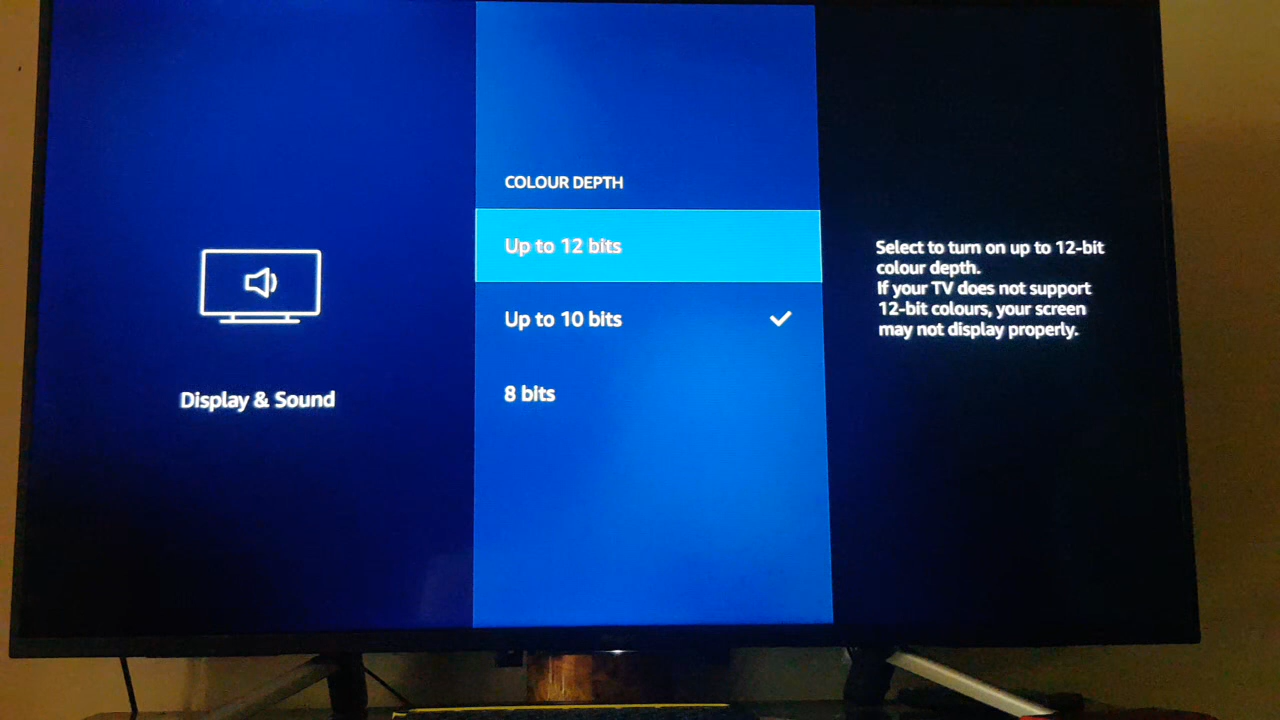 COLOUR DEPTH
Up to 12 bits
Up to 10 bits
8 bits
Display & Sound
Select to turn on up to 12-bit
colour depth.
If your TV does not support
12-bit colours, your screen
may not display properly.